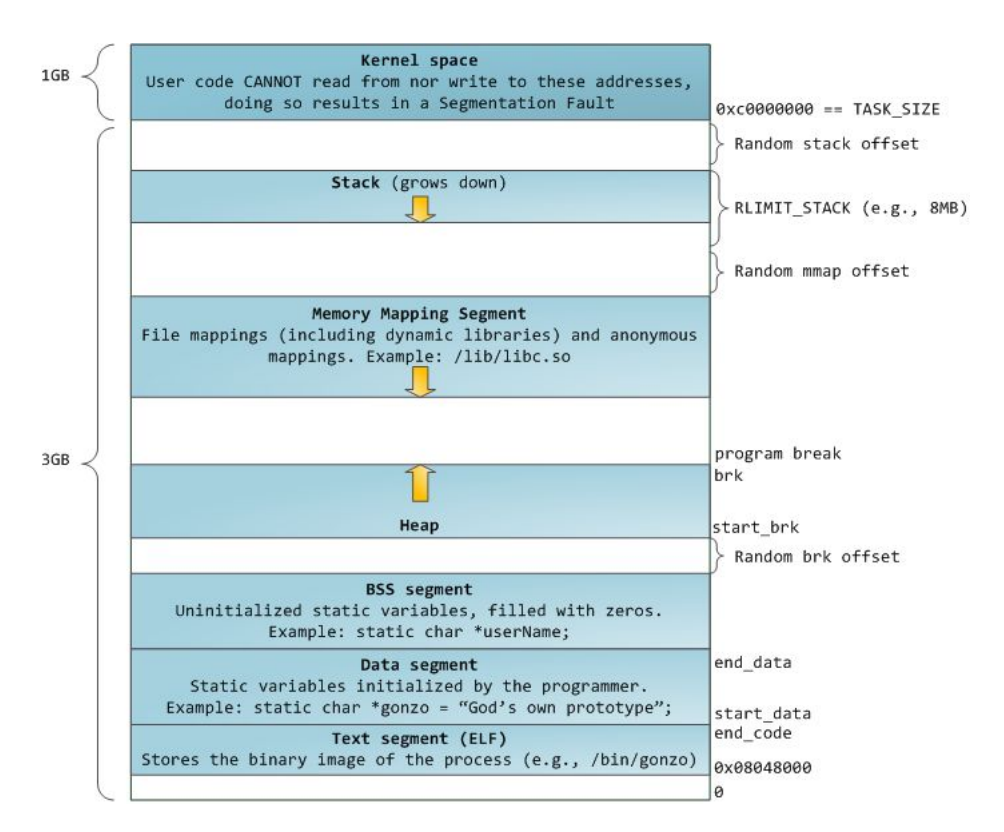 1GB
Kernel space
User code CANNOT read from nor write to these addresses,
doing so results in a Segmentation Fault
0xc0000000 == TASK_SIZE
Random stack offset
Stack (grows down)
RLIMIT_STACK (e.g., 8MB)
Random mmap offset
Memory Mapping Segment
File mappings (including dynamic libraries) and anonymous
mappings. Example: /lib/libc.so
3GB
program break
brk
Heap
start_brk
Random brk offset
BSS segment
Uninitialized static variables, filled with zeros.
Example: static char *userName;
end_data
Data segment
Static variables initialized by the programmer.
Example: static char *gonzo = “God’s own prototype”;
start_data
end_code
Text segment (ELF)
Stores the binary image of the process (e.g., /bin/gonzo)
0x08048000
0